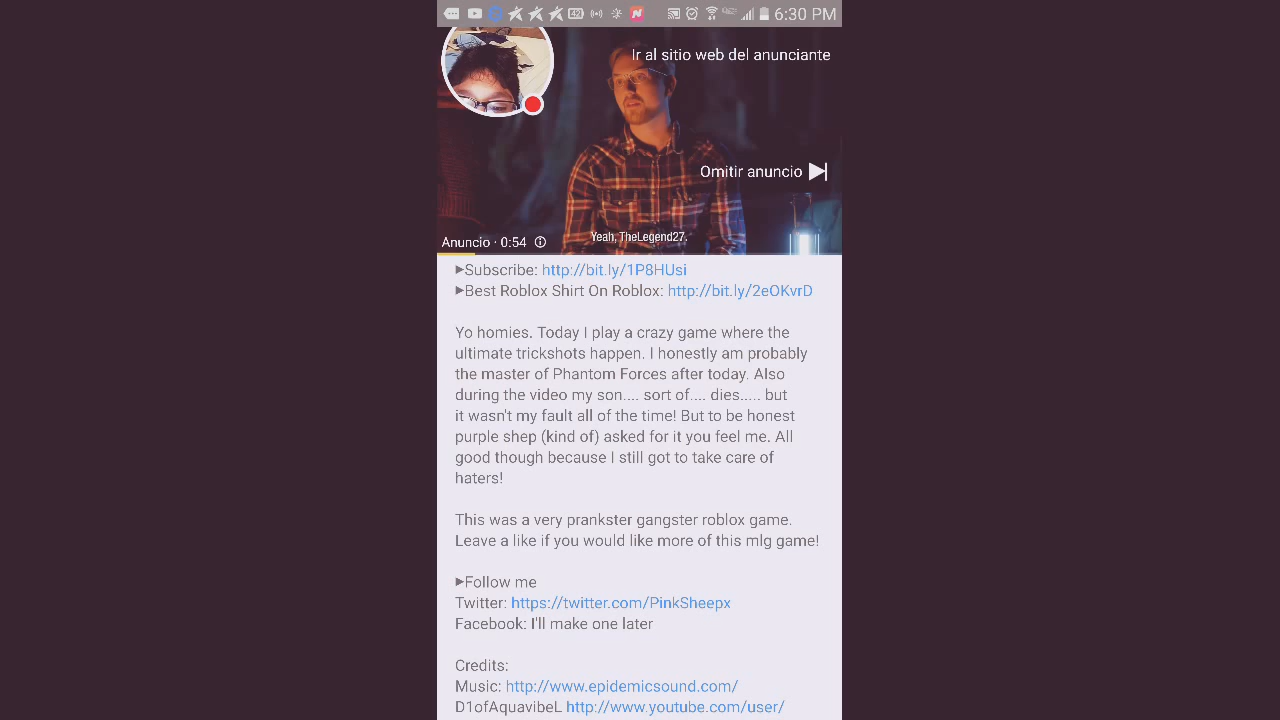 42
6:30 PM
Ir al sitio web del anunciante
Omitir anuncio
Yeah, TheLegend27.
Anuncio · 0:54
▶Subscribe: http://bit.ly/1P8HUsi
▶Best Roblox Shirt On Roblox: http://bit.ly/2eOKvrD
Yo homies. Today I play a crazy game where the
ultimate trickshots happen. I honestly am probably
the master of Phantom Forces after today. Also
during the video my son.... sort of.... dies..... but
it wasn't my fault all of the time! But to be honest
purple shep (kind of) asked for it you feel me. All
good though because I still got to take care of
haters!
This was a very prankster gangster roblox game.
Leave a like if you would like more of this mlg game!
▶Follow me
Twitter: https://twitter.com/PinkSheepx
Facebook: I'll make one later
Credits:
Music: http://www.epidemicsound.com/
D1ofAquavibeL http://www.youtube.com/user/